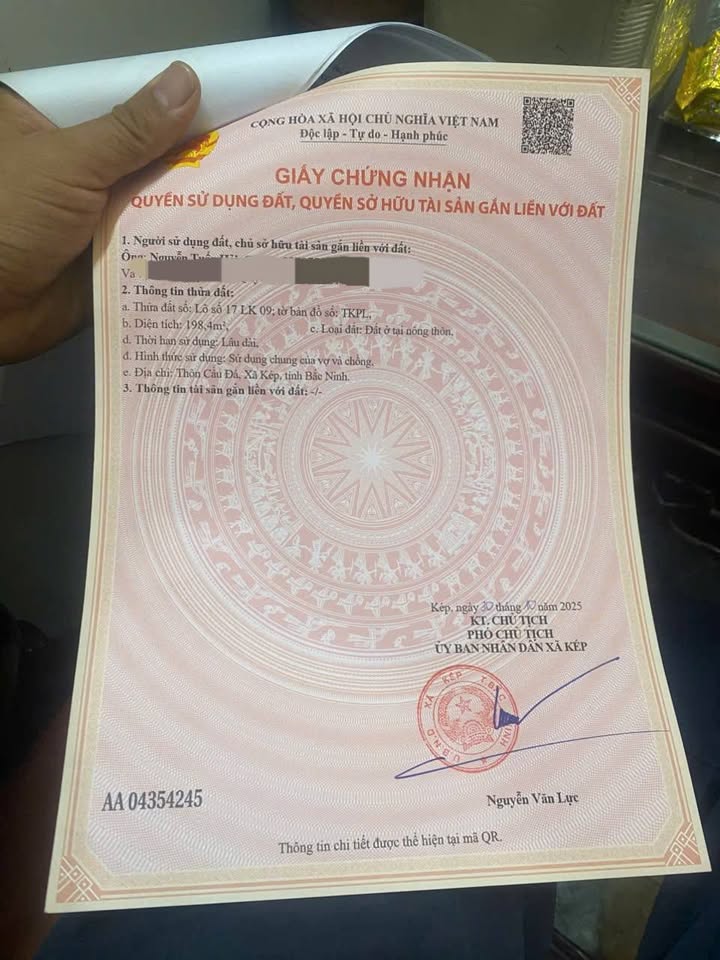 CỘNG HÒA XÃ HỘI CHỦ NGHĨA VIỆT NAM
Độc lập - Tự do - Hạnh phúc
GIẤY CHỨNG NHẬN
QUYỀN SỬ DỤNG ĐẤT, QUYỀN SỞ HỮU TÀI SẢN GẮN LIỀN VỚI ĐẤT
1. Người sử dụng đất, chủ sở hữu tài sản gắn liền với đất:
Ông: Nguyễn
Và
2. Thông tin thửa đất:
a. Thửa đất số: Lô số 17 LK 09; tờ bản đồ số: TKPL,
b. Diện tích: 198,4m², c. Loại đất: Đất ở tại nông thôn,
d. Thời hạn sử dụng: Lâu dài,
đ. Hình thức sử dụng: Sử dụng chung của vợ và chồng,
e. Địa chỉ: Thôn Cầu Đá, Xã Kép, tỉnh Bắc Ninh.
3. Thông tin tài sản gắn liền với đất: -/-
Kép, ngày 30 tháng 10 năm 2025
KT. CHỦ TỊCH
PHÓ CHỦ TỊCH
ỦY BAN NHÂN DÂN XÃ KÉP
U.B.N.D XÃ KÉP T.BẮC NINH
AA 04354245
Nguyễn Văn Lực
Thông tin chi tiết được thể hiện tại mã QR.